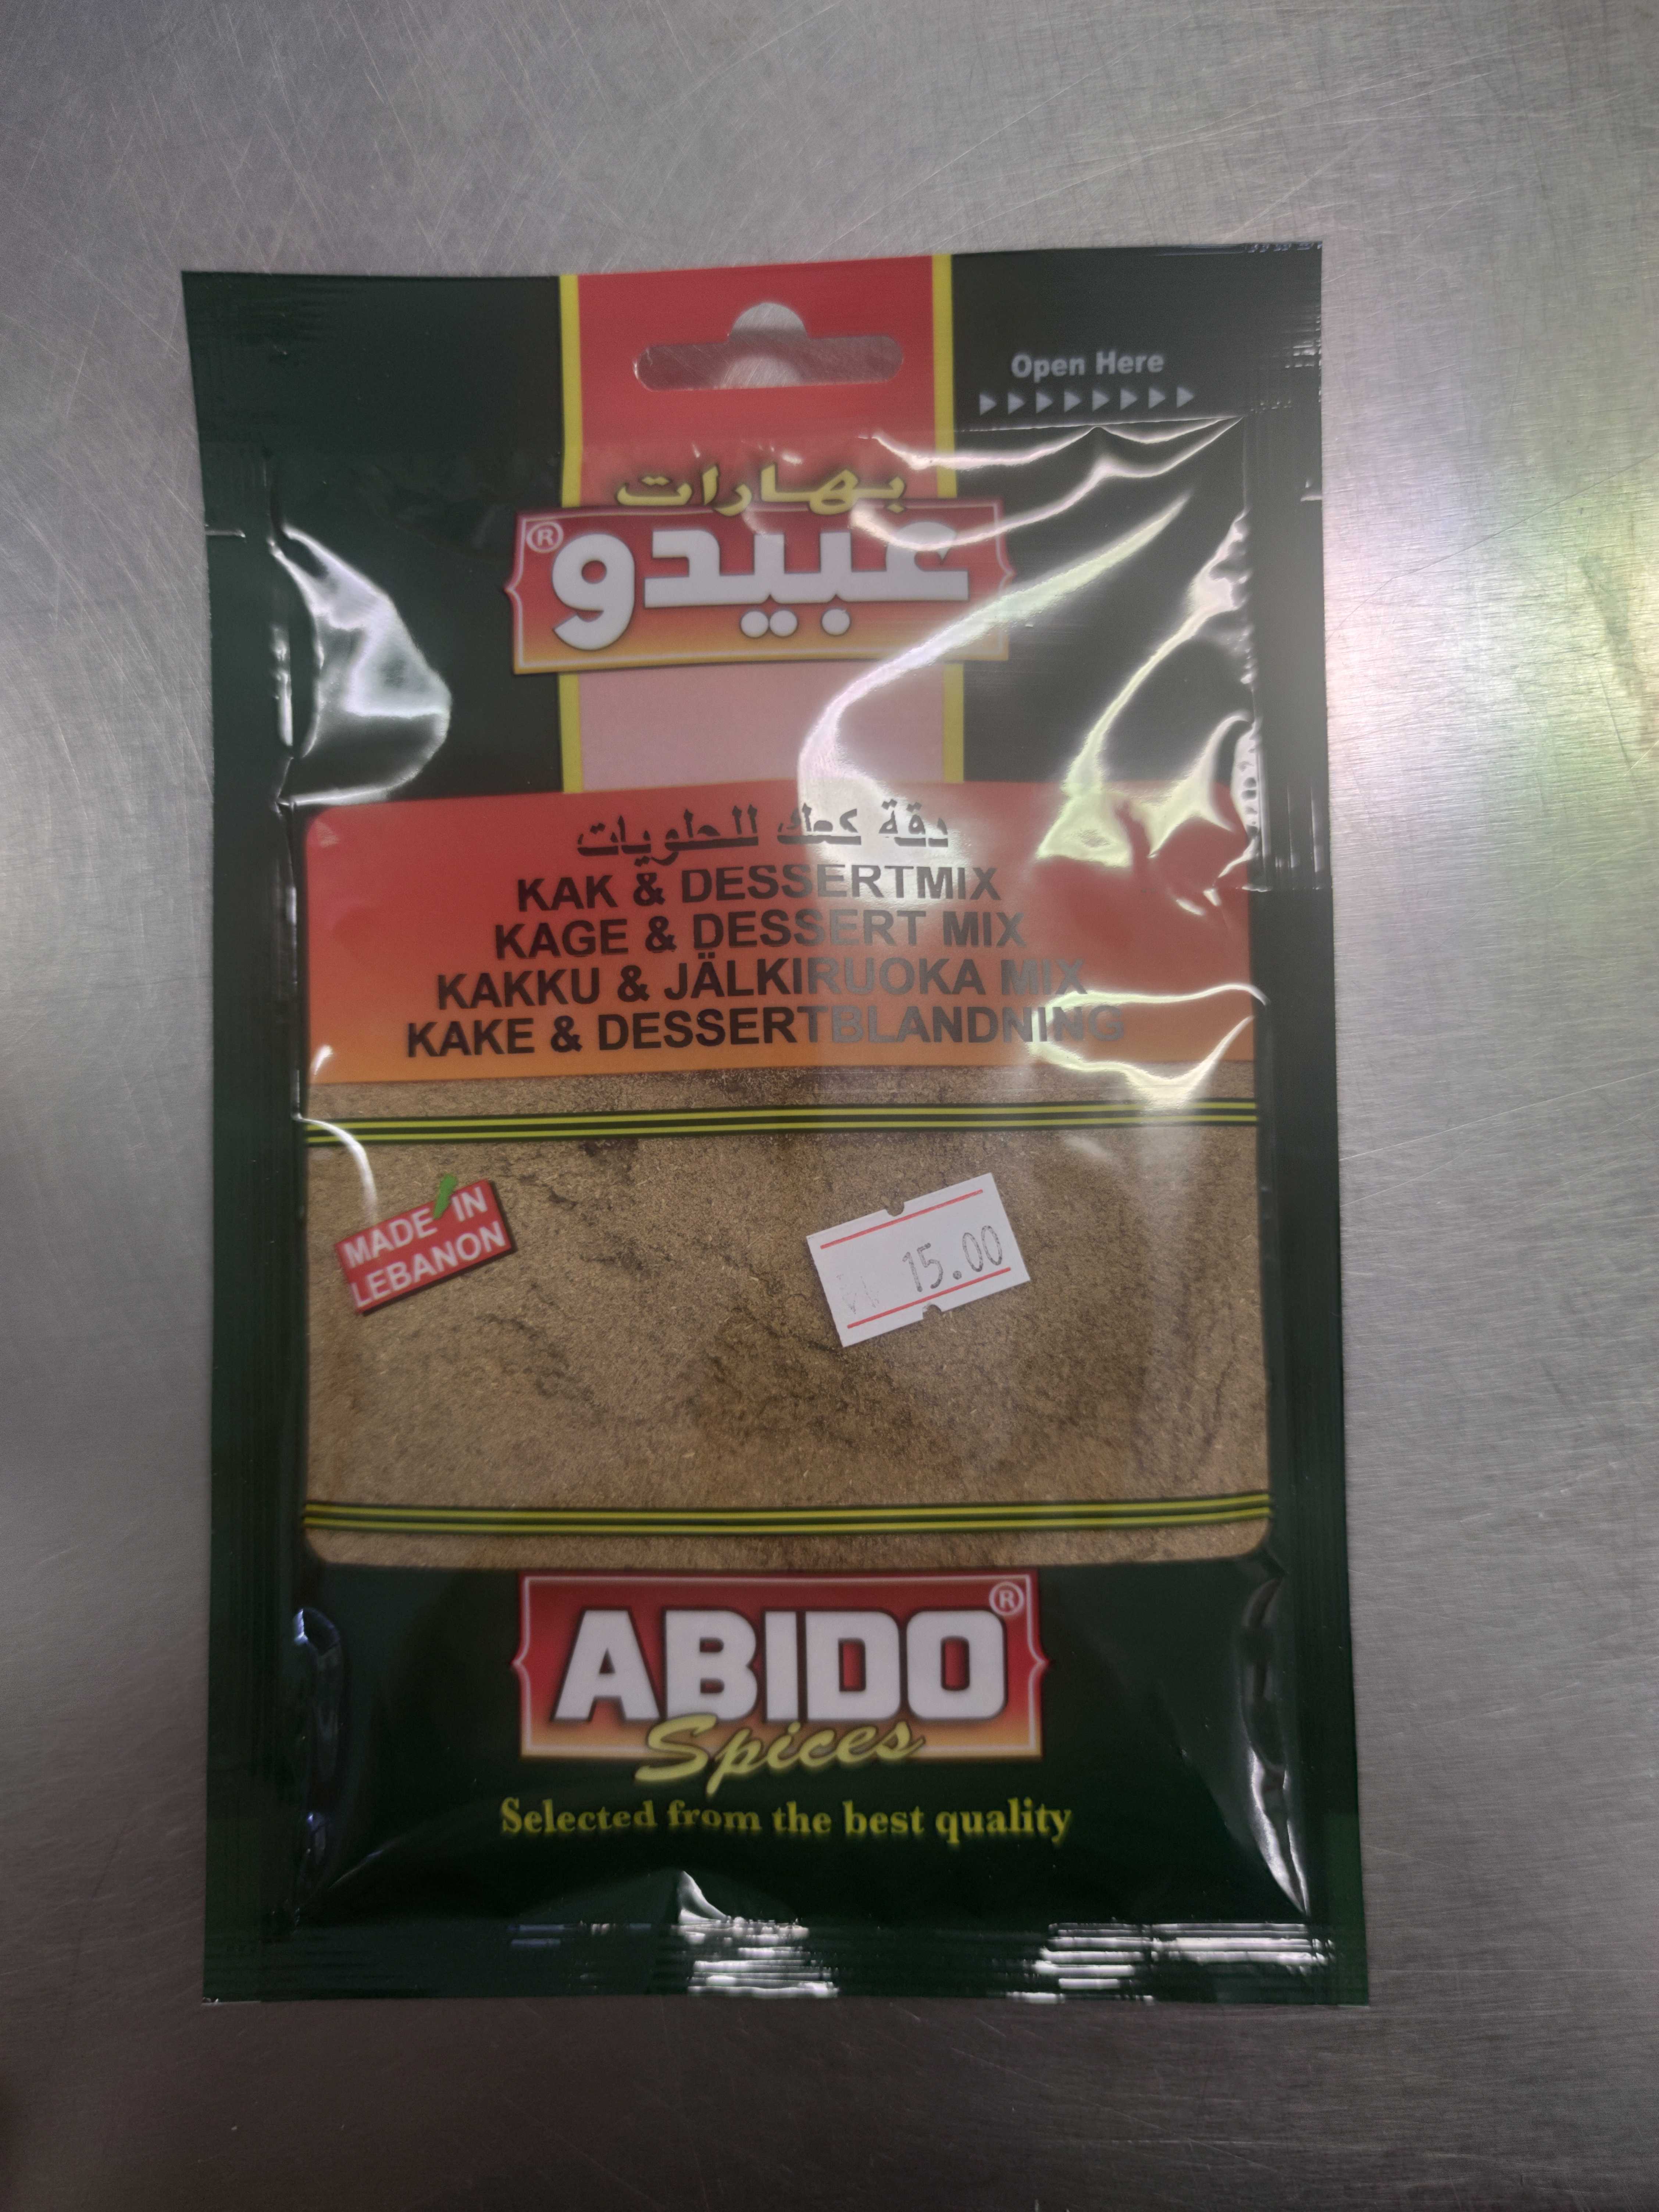 Open Here
بهارات
عبيدو ®
دقة كعك للحلويات
KAK & DESSERTMIX
KAGE & DESSERT MIX
KAKKU & JÄLKIRUOKA MIX
KAKE & DESSERTBLANDNING
MADE IN
LEBANON
15.00
ABIDO ®
Spices
Selected from the best quality